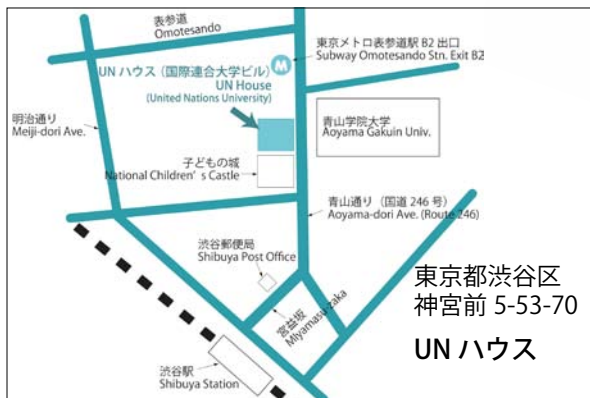 表参道
Omotesando
東京メトロ表参道駅 B2 出口
Subway Omotesando Stn. Exit B2
M
UN ハウス (国際連合大学ビル)
UN House
(United Nations University)
明治通り
Meiji-dori Ave.
青山学院大学
Aoyama Gakuin Univ.
子どもの城
National Children's Castle
青山通り (国道 246 号)
Aoyama-dori Ave. (Route 246)
渋谷郵便局
Shibuya Post Office
宮益坂
MIyamasu-zaka
渋谷駅
Shibuya Station
東京都渋谷区
神宮前 5-53-70
UN ハウス